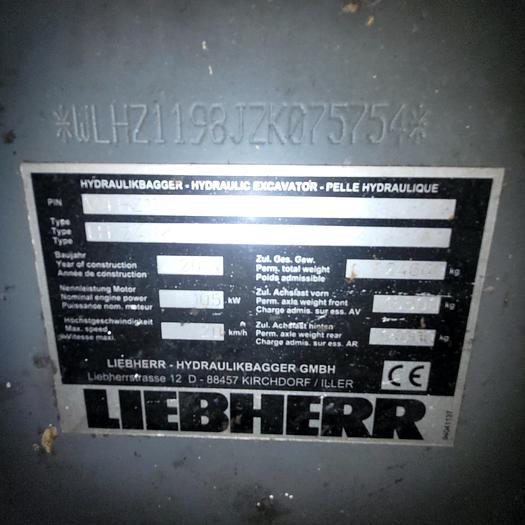 *WLHZ1198JZK075754*
HYDRAULIKBAGGER - HYDRAULIC EXCAVATOR - PELLE HYDRAULIQUE
PIN
Type
Type
Type
Baujahr
Year of construction
Année de construction
Zul. Ges. Gew.
Perm. total weight
Poids admissible
kg
Nennleistung Motor
Nominal engine power
Puissance nom. moteur
105 kW
Zul. Achslast vorn
Perm. axle weight front
Charge admis. sur ess. AV
kg
Höchstgeschwindigkeit
Max. speed
Vitesse maxi.
km/h
Zul. Achslast hinten
Perm. axle weight rear
Charge admis. sur ess. AR
kg
LIEBHERR - HYDRAULIKBAGGER GMBH
Liebherrstrasse 12 D - 88457 KIRCHDORF / ILLER
CE
LIEBHERR